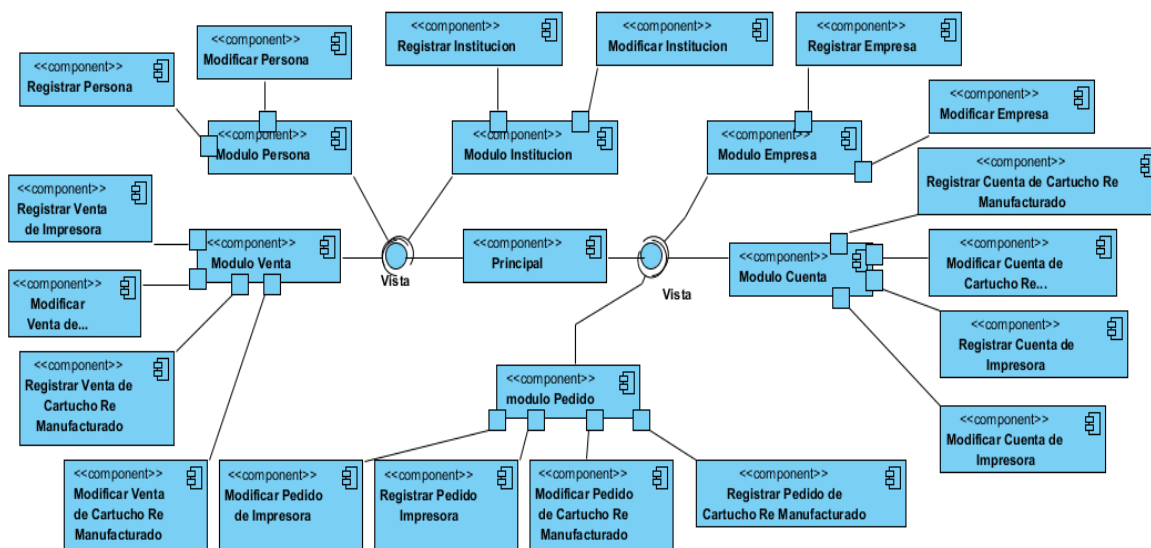 <<component>>
Modificar Persona
<<component>>
Registrar Institucion
<<component>>
Modificar Institucion
<<component>>
Registrar Empresa
<<component>>
Registrar Persona
<<component>>
Modificar Empresa
<<component>>
Modulo Persona
<<component>>
Modulo Institucion
<<component>>
Modulo Empresa
<<component>>
Registrar Cuenta de Cartucho Re
Manufacturado
<<component>>
Registrar Venta
de Impresora
<<component>>
Modulo Venta
Vista
<<component>>
Principal
Vista
<<component>>
Modulo Cuenta
<<component>>
Modificar Cuenta de
Cartucho Re...
<<component>>
Modificar
Venta de...
<<component>>
Registrar Cuenta de
Impresora
<<component>>
Registrar Venta de
Cartucho Re
Manufacturado
<<component>>
modulo Pedido
<<component>>
Modificar Cuenta de
Impresora
<<component>>
Modificar Venta
de Cartucho Re
Manufacturado
<<component>>
Modificar Pedido
de Impresora
<<component>>
Registrar Pedido
Impresora
<<component>>
Modificar Pedido
de Cartucho Re
Manufacturado
<<component>>
Registrar Pedido de
Cartucho Re Manufacturado